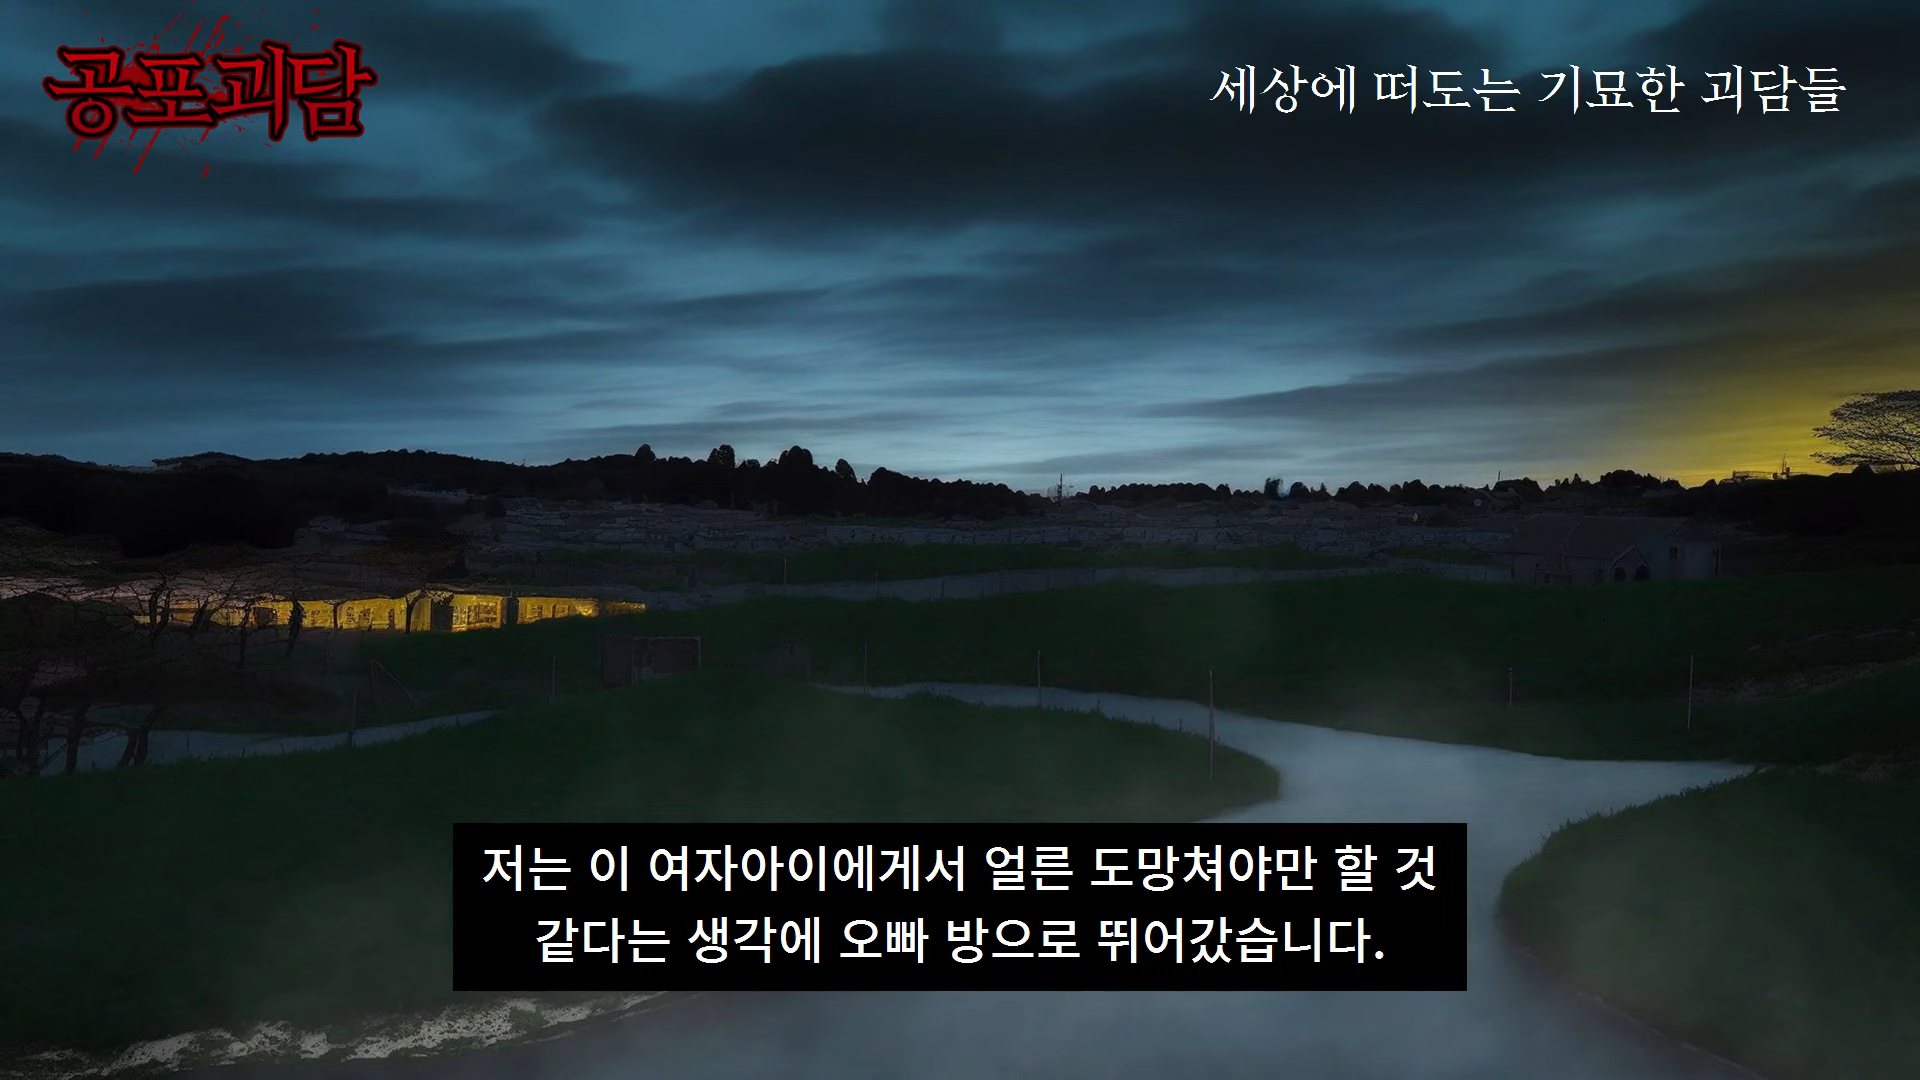 공포괴담
세상에 떠도는 기묘한 괴담들
저는 이 여자아이에게서 얼른 도망쳐야만 할 것
같다는 생각에 오빠 방으로 뛰어갔습니다.